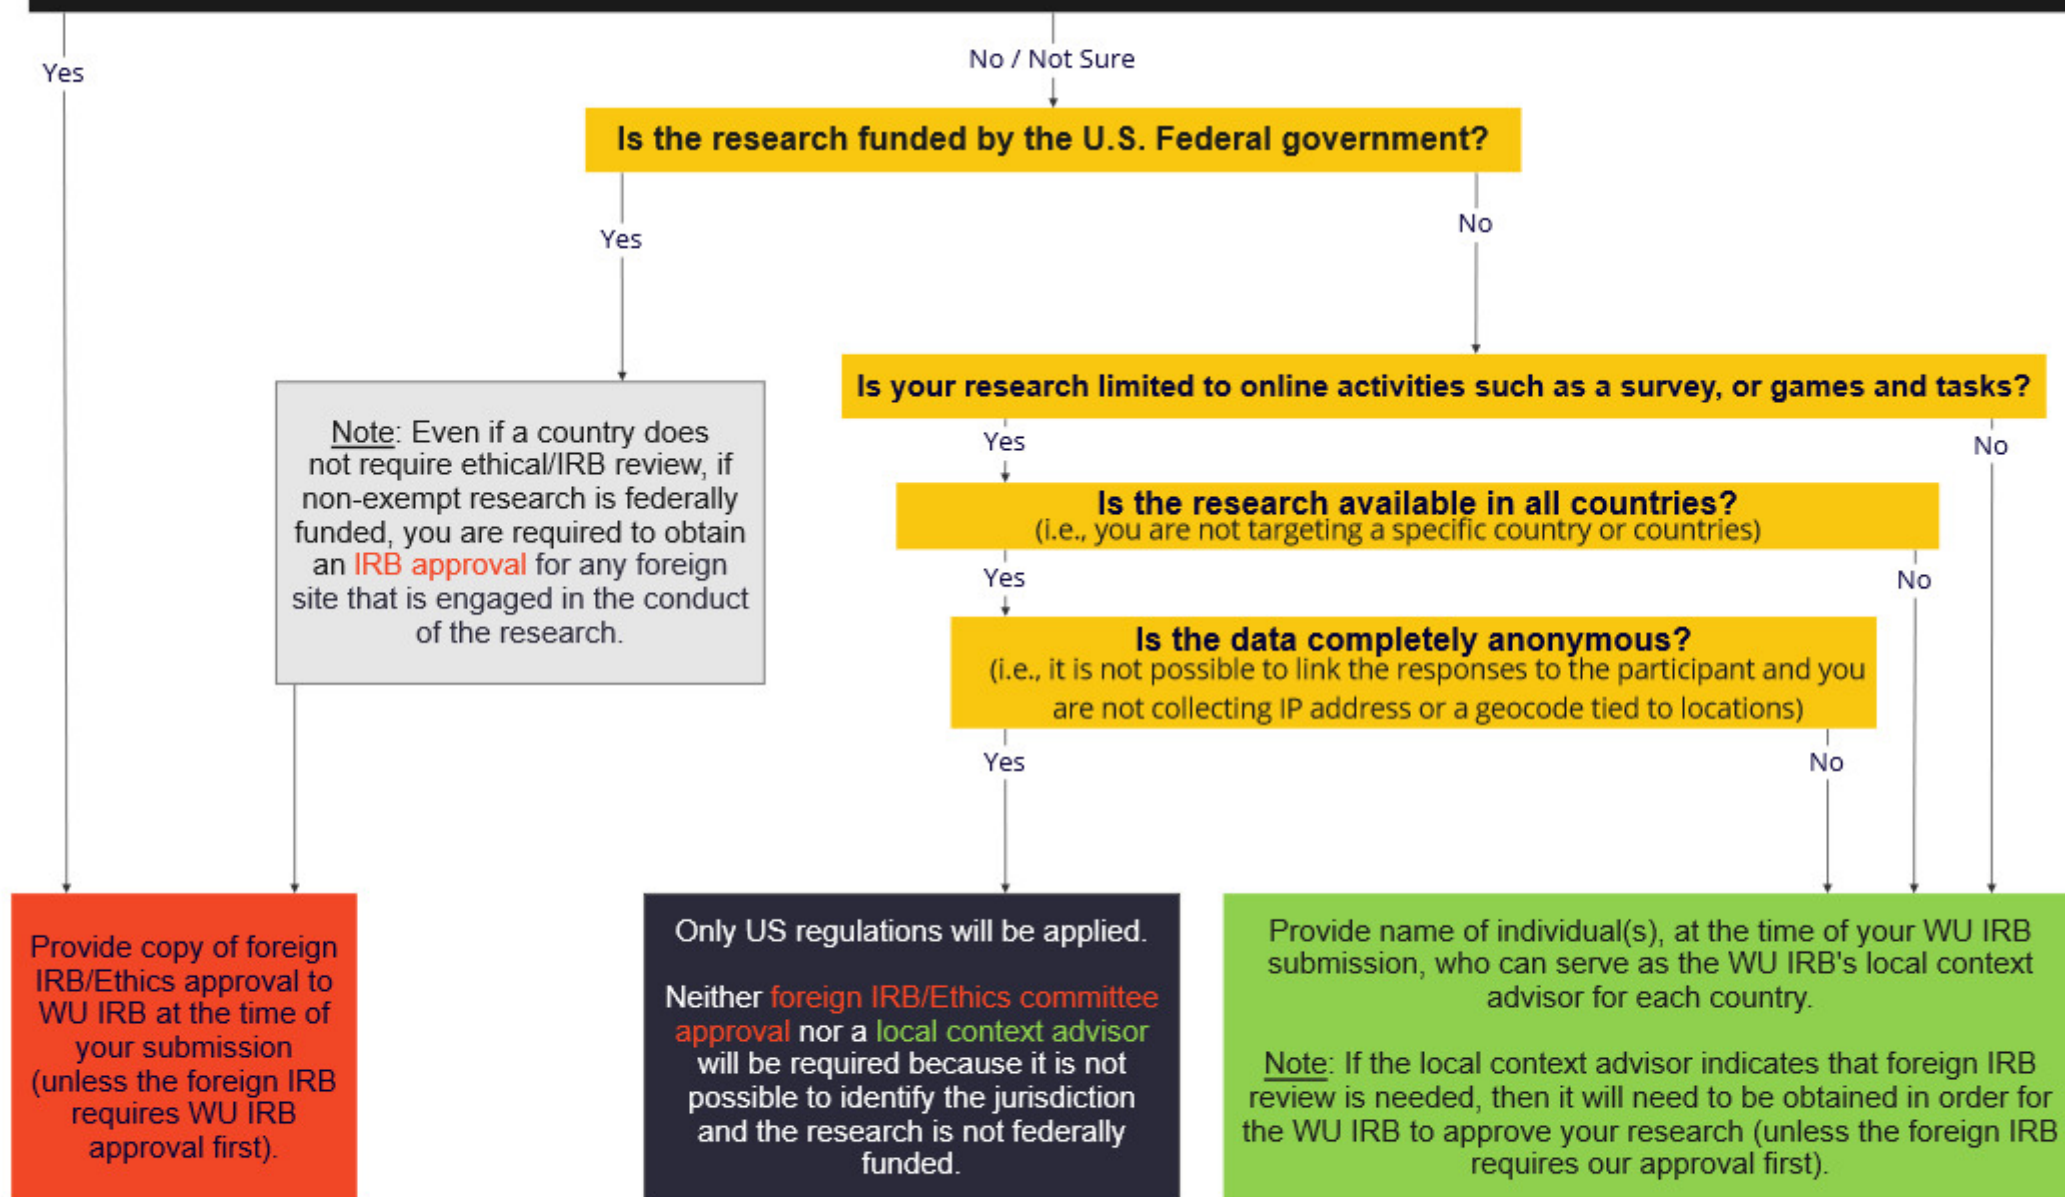 Yes
No / Not Sure
Is the research funded by the U.S. Federal government?
Yes
No
Note: Even if a country does
not require ethical/IRB review, if
non-exempt research is federally
funded, you are required to obtain
an IRB approval for any foreign
site that is engaged in the conduct
of the research.
Is your research limited to online activities such as a survey, or games and tasks?
Yes
No
Is the research available in all countries?
(i.e., you are not targeting a specific country or countries)
Yes
No
Is the data completely anonymous?
(i.e., it is not possible to link the responses to the participant and you
are not collecting IP address or a geocode tied to locations)
Yes
No
Provide copy of foreign
IRB/Ethics approval to
WU IRB at the time of
your submission
(unless the foreign IRB
requires WU IRB
approval first).
Only US regulations will be applied.
Neither foreign IRB/Ethics committee
approval nor a local context advisor
will be required because it is not
possible to identify the jurisdiction
and the research is not federally
funded.
Provide name of individual(s), at the time of your WU IRB
submission, who can serve as the WU IRB's local context
advisor for each country.
Note: If the local context advisor indicates that foreign IRB
review is needed, then it will need to be obtained in order for
the WU IRB to approve your research (unless the foreign IRB
requires our approval first).